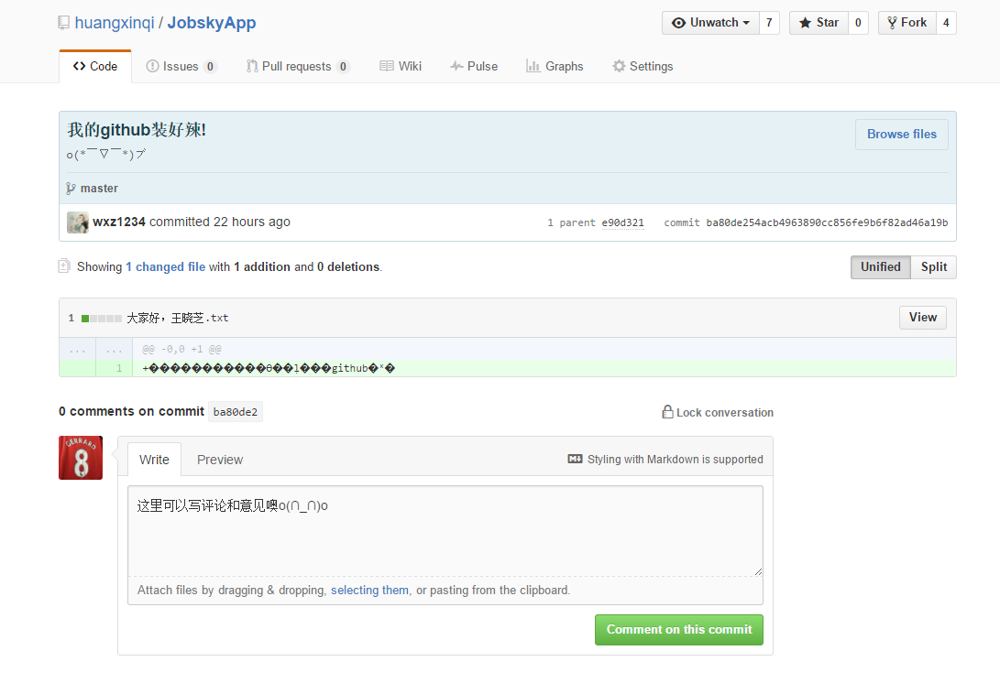 huangxinqi / JobskyApp Unwatch 7 Star 0 Fork 4
Code Issues 0 Pull requests 0 Wiki Pulse Graphs Settings
我的github装好辣!
Browse files
o(*￣▽￣*)ブ
master
wxz1234 committed 22 hours ago 1 parent e90d321 commit ba80de254acb4963890cc856fe9b6f82ad46a19b
Showing 1 changed file with 1 addition and 0 deletions. Unified Split
1 大家好，王晓芝.txt View
... ... @@ -0,0 +1 @@
1 +�����������θ��ļ���github�ˣ�
0 comments on commit ba80de2 Lock conversation
GERRARD
8
Write Preview Styling with Markdown is supported
这里可以写评论和意见噢o(∩_∩)o
Attach files by dragging & dropping, selecting them, or pasting from the clipboard.
Comment on this commit